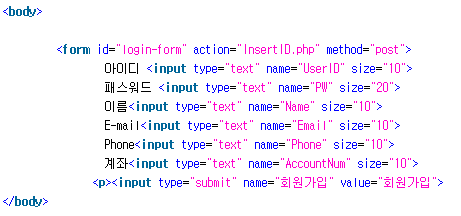 <body>
<form id="login-form" action="InsertID.php" method="post">
아이디 <input type="text" name="UserID" size="10">
패스워드 <input type="text" name="PW" size="20">
이름<input type="text" name="Name" size="10">
E-mail<input type="text" name="Email" size="10">
Phone<input type="text" name="Phone" size="10">
계좌<input type="text" name="AccountNum" size="10">
<p><input type="submit" name="회원가입" value="회원가입">
</body>